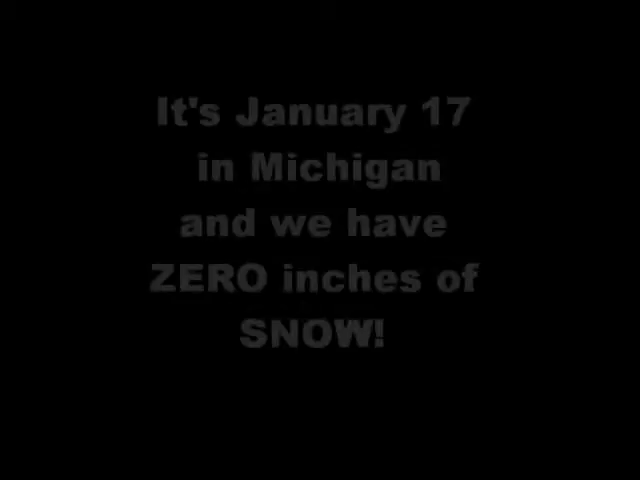 It's January 17
in Michigan
and we have
ZERO inches of
SNOW!